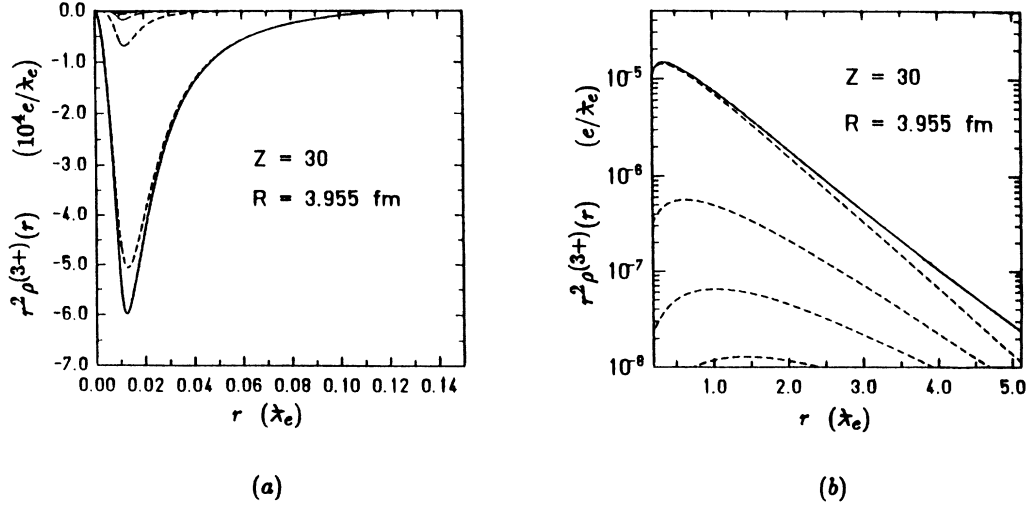 0.0
-1.0
-2.0
-3.0
-4.0
-5.0
-6.0
-7.0
r²ρ⁽³⁺⁾(r) (10⁴e/ƛₑ)
Z = 30
R = 3.955 fm
0.00 0.02 0.04 0.06 0.08 0.10 0.12 0.14
r (ƛₑ)
(a)
10⁻⁵
10⁻⁶
10⁻⁷
10⁻⁸
r²ρ⁽³⁺⁾(r) (e/ƛₑ)
Z = 30
R = 3.955 fm
1.0 2.0 3.0 4.0 5.0
r (ƛₑ)
(b)